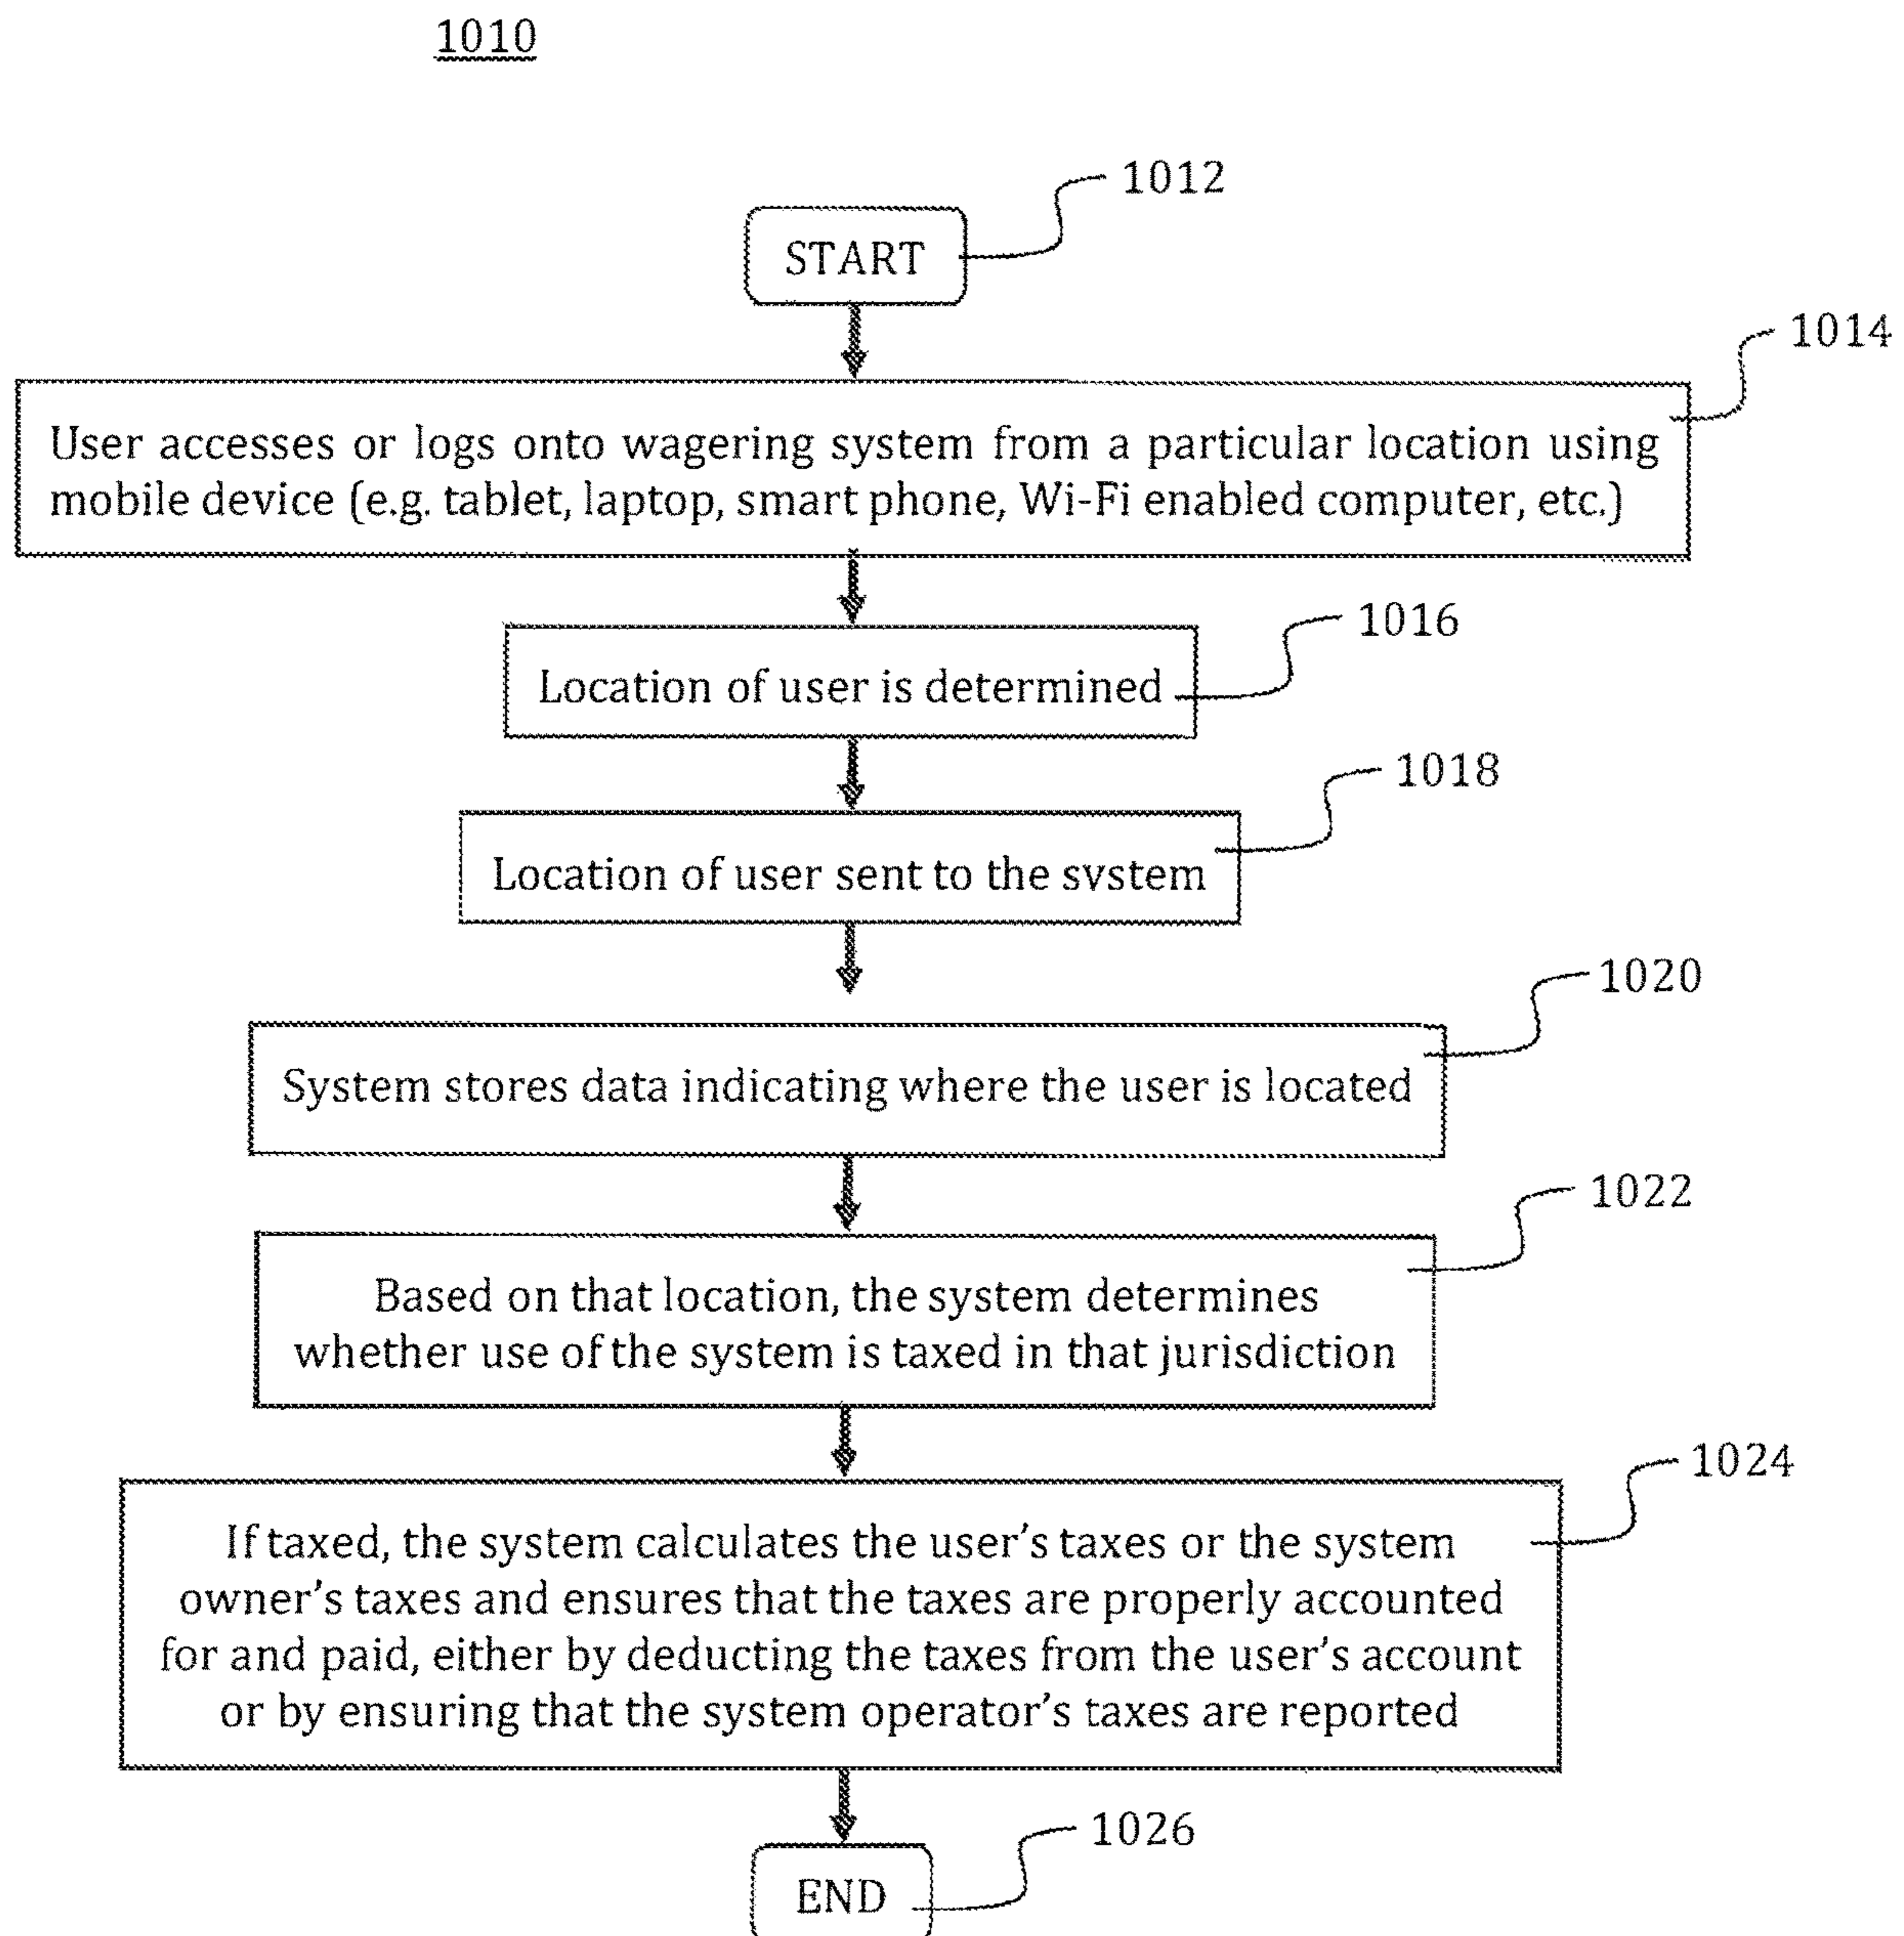 1010
1012
START
1014
User accesses or logs onto wagering system from a particular location using
mobile device (e.g. tablet, laptop, smart phone, Wi-Fi enabled computer, etc.)
1016
Location of user is determined
1018
Location of user sent to the system
1020
System stores data indicating where the user is located
1022
Based on that location, the system determines
whether use of the system is taxed in that jurisdiction
1024
If taxed, the system calculates the user's taxes or the system
owner's taxes and ensures that the taxes are properly accounted
for and paid, either by deducting the taxes from the user's account
or by ensuring that the system operator's taxes are reported
1026
END